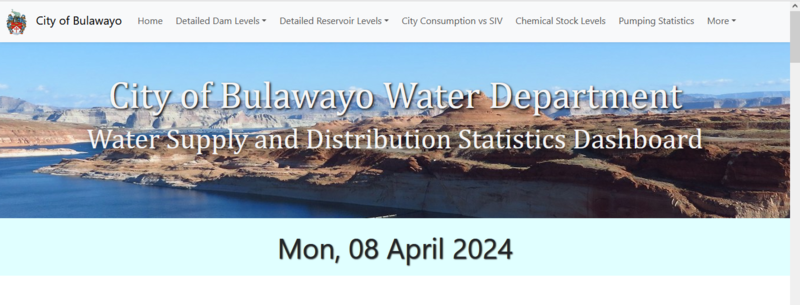 City of Bulawayo Home Detailed Dam Levels Detailed Reservoir Levels City Consumption vs SIV Chemical Stock Levels Pumping Statistics More
City of Bulawayo Water Department
Water Supply and Distribution Statistics Dashboard
Mon, 08 April 2024